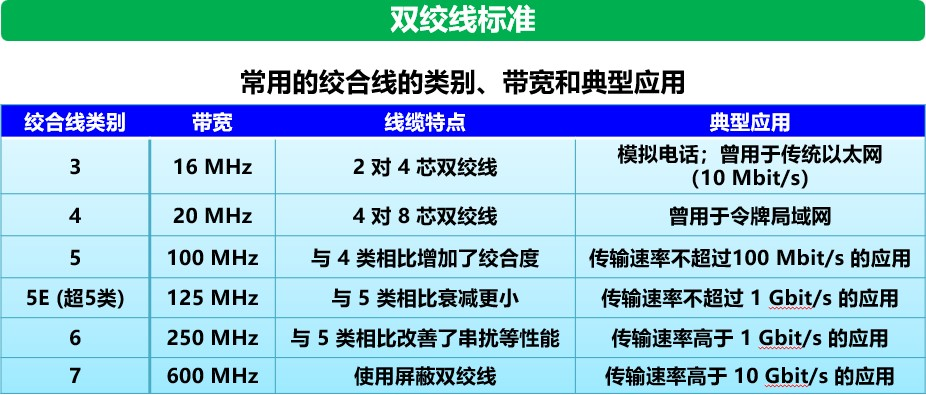 双绞线标准
常用的绞合线的类别、带宽和典型应用
绞合线类别 带宽 线缆特点 典型应用
3 16 MHz 2 对 4 芯双绞线 模拟电话；曾用于传统以太网
(10 Mbit/s)
4 20 MHz 4 对 8 芯双绞线 曾用于令牌局域网
5 100 MHz 与 4 类相比增加了绞合度 传输速率不超过100 Mbit/s 的应用
5E (超5类) 125 MHz 与 5 类相比衰减更小 传输速率不超过 1 Gbit/s 的应用
6 250 MHz 与 5 类相比改善了串扰等性能 传输速率高于 1 Gbit/s 的应用
7 600 MHz 使用屏蔽双绞线 传输速率高于 10 Gbit/s 的应用